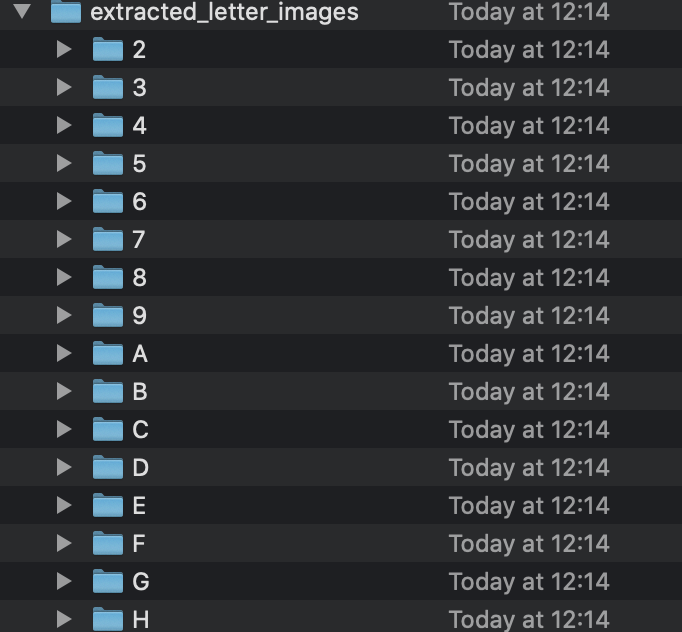 extracted_letter_images Today at 12:14
2 Today at 12:14
3 Today at 12:14
4 Today at 12:14
5 Today at 12:14
6 Today at 12:14
7 Today at 12:14
8 Today at 12:14
9 Today at 12:14
A Today at 12:14
B Today at 12:14
C Today at 12:14
D Today at 12:14
E Today at 12:14
F Today at 12:14
G Today at 12:14
H Today at 12:14